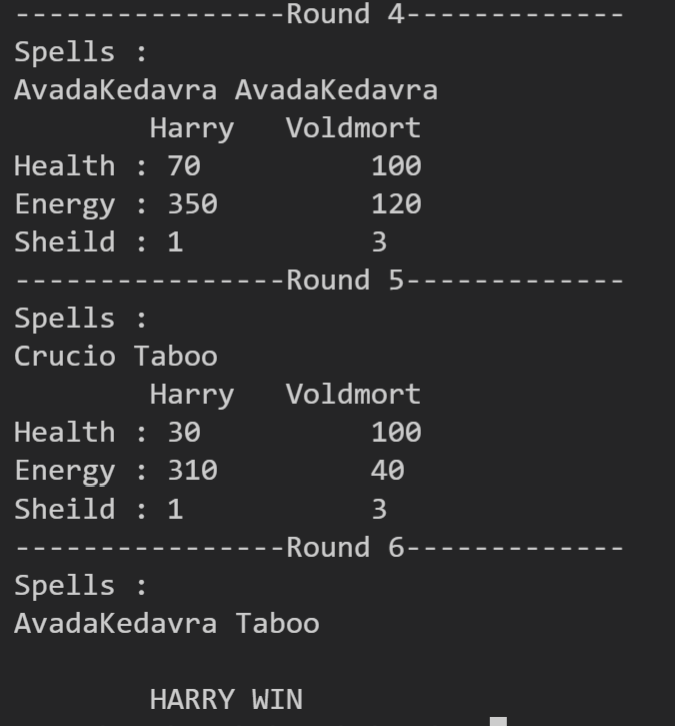 ----------------Round 4-------------
Spells :
AvadaKedavra AvadaKedavra
Harry Voldmort
Health : 70 100
Energy : 350 120
Sheild : 1 3
----------------Round 5-------------
Spells :
Crucio Taboo
Harry Voldmort
Health : 30 100
Energy : 310 40
Sheild : 1 3
----------------Round 6-------------
Spells :
AvadaKedavra Taboo
HARRY WIN